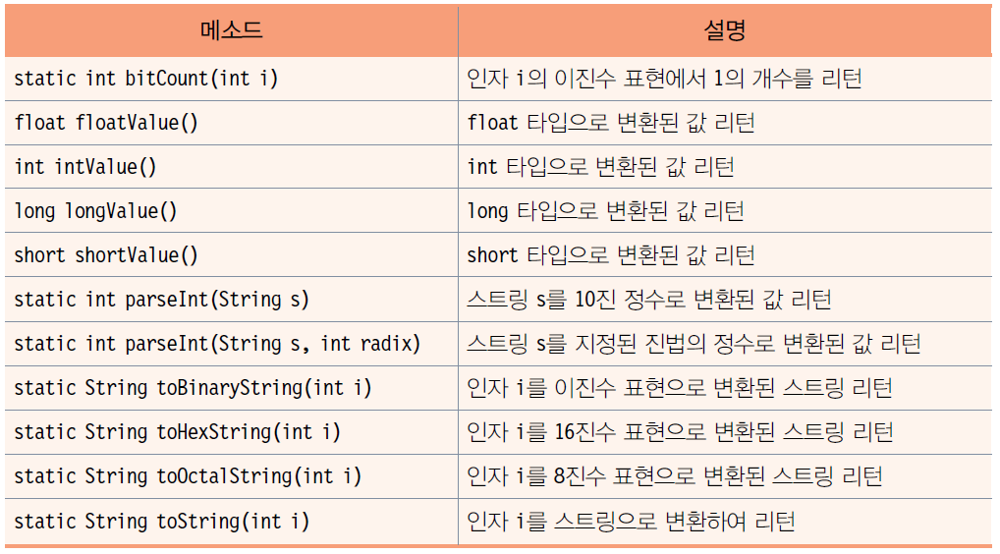 메소드 설명
static int bitCount(int i) 인자 i의 이진수 표현에서 1의 개수를 리턴
float floatValue() float 타입으로 변환된 값 리턴
int intValue() int 타입으로 변환된 값 리턴
long longValue() long 타입으로 변환된 값 리턴
short shortValue() short 타입으로 변환된 값 리턴
static int parseInt(String s) 스트링 s를 10진 정수로 변환된 값 리턴
static int parseInt(String s, int radix) 스트링 s를 지정된 진법의 정수로 변환된 값 리턴
static String toBinaryString(int i) 인자 i를 이진수 표현으로 변환된 스트링 리턴
static String toHexString(int i) 인자 i를 16진수 표현으로 변환된 스트링 리턴
static String toOctalString(int i) 인자 i를 8진수 표현으로 변환된 스트링 리턴
static String toString(int i) 인자 i를 스트링으로 변환하여 리턴